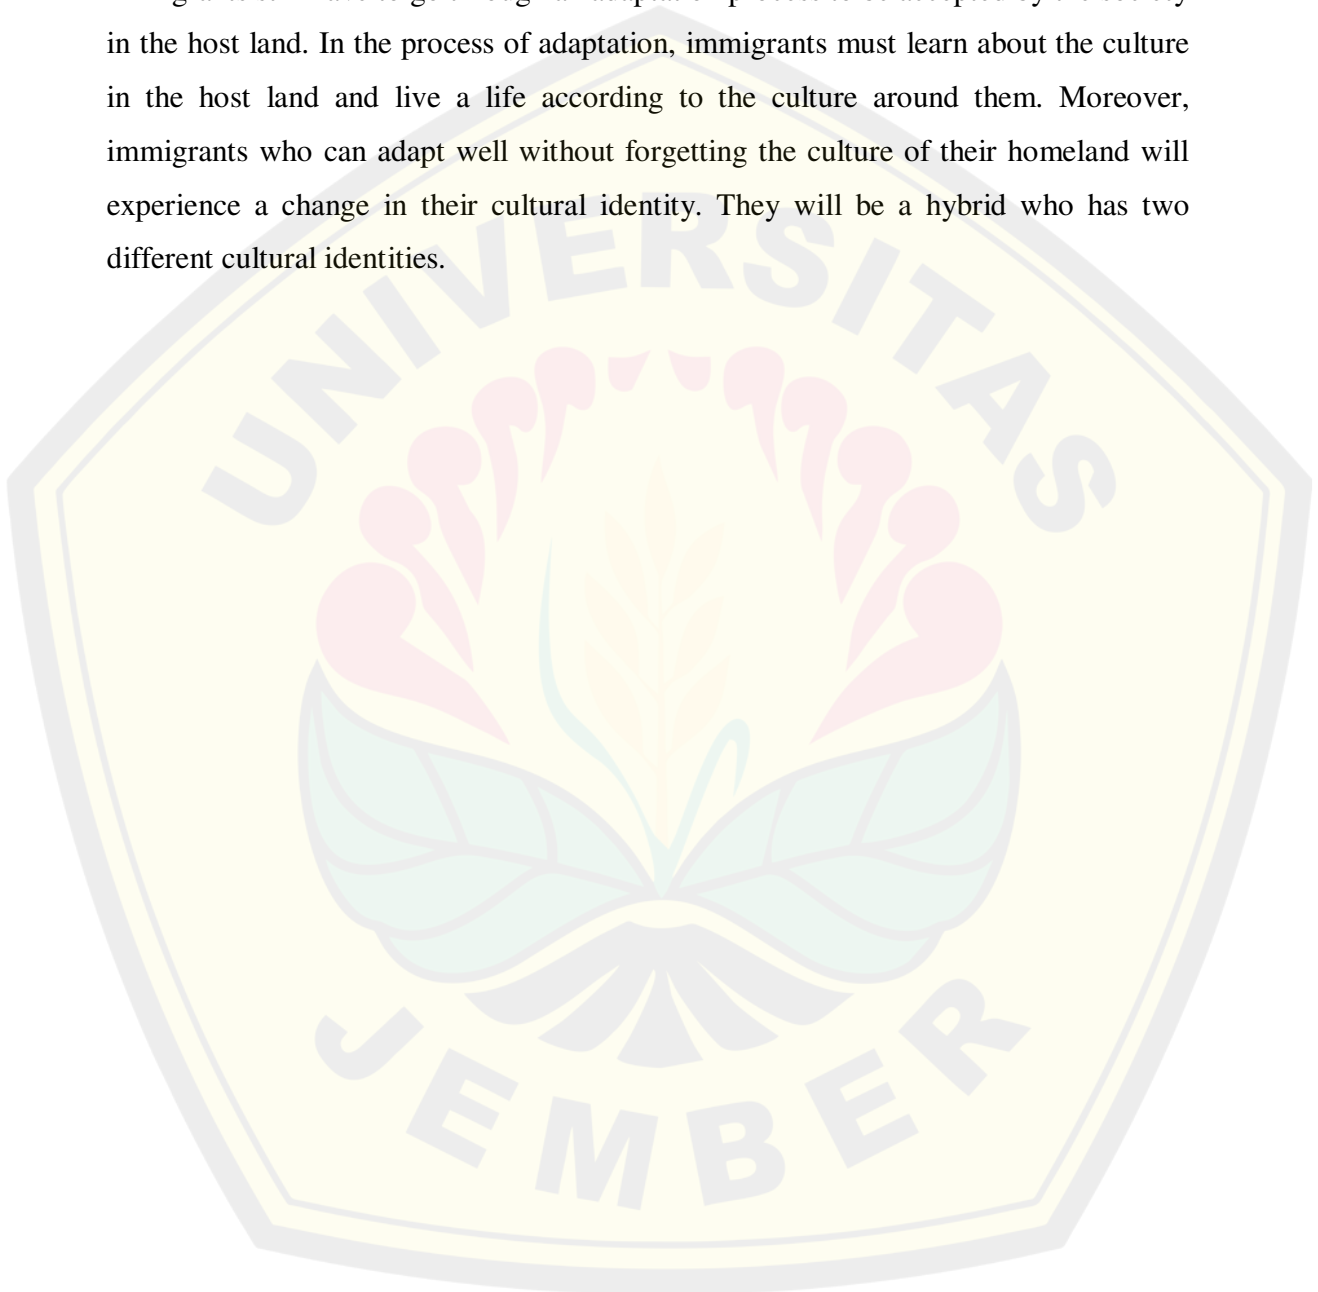 in the host land. In the process of adaptation, immigrants must learn about the culture
in the host land and live a life according to the culture around them. Moreover,
immigrants who can adapt well without forgetting the culture of their homeland will
experience a change in their cultural identity. They will be a hybrid who has two
different cultural identities.
UNIVERSITAS
JEMBER